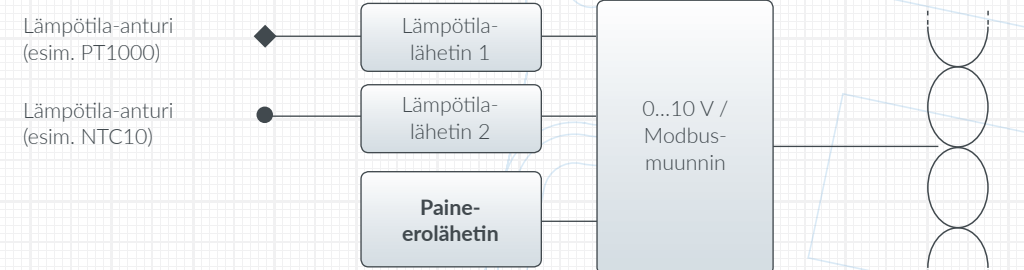 Lämpötila-anturi
(esim. PT1000)
Lämpötila-
lähetin 1
Lämpötila-anturi
(esim. NTC10)
Lämpötila-
lähetin 2
Paine-
erolähetin
0...10 V /
Modbus-
muunnin